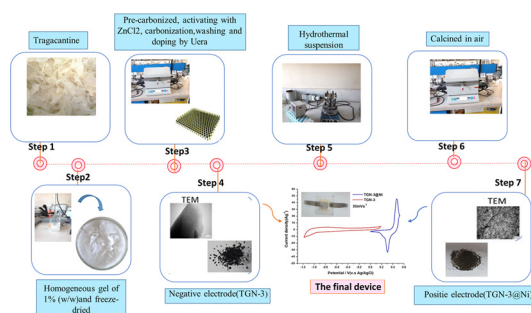 Tragacantine
Pre-carbonized, activating with
ZnCl2, carbonization,washing and
doping by Uera
Hydrothermal
suspension
Calcined in air
Step 1
Step2
Step3
Step 4
Step 5
Step 6
Step 7
Homogeneous gel of
1% (w/w)and freeze-
dried
TEM
Negative electrode(TGN-3)
TGN-3@Ni
TGN-3
Current density(Ag⁻¹)
Potential / V(v.s Ag/AgCl)
The final device
TEM
Positie electrode(TGN-3@Ni)